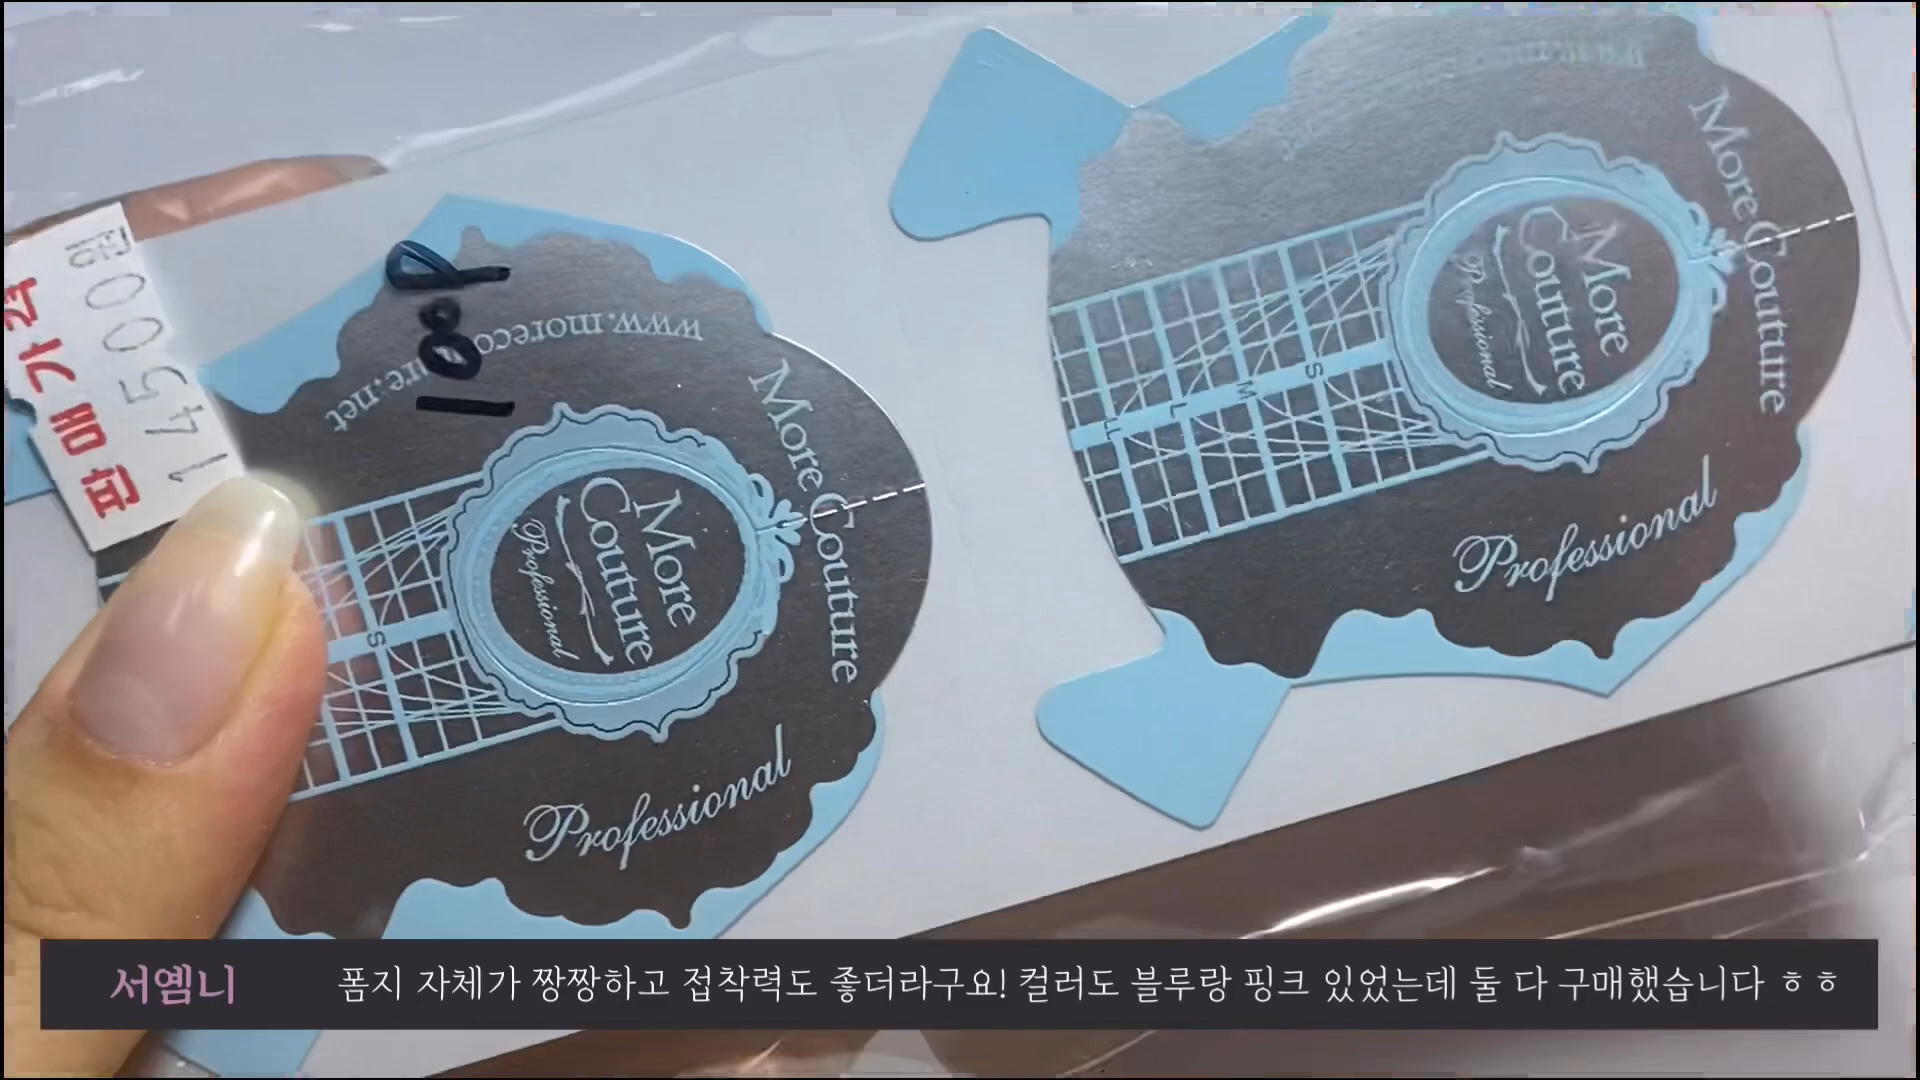 판매가격
14500원
108
www.morecouture.net
More Couture
More
Couture
Professional
Professional
S
More Couture
More
Couture
Professional
Professional
S
M
L
LL
서옘니
폼지 자체가 짱짱하고 접착력도 좋더라구요! 컬러도 블루랑 핑크 있었는데 둘 다 구매했습니다 ㅎㅎ